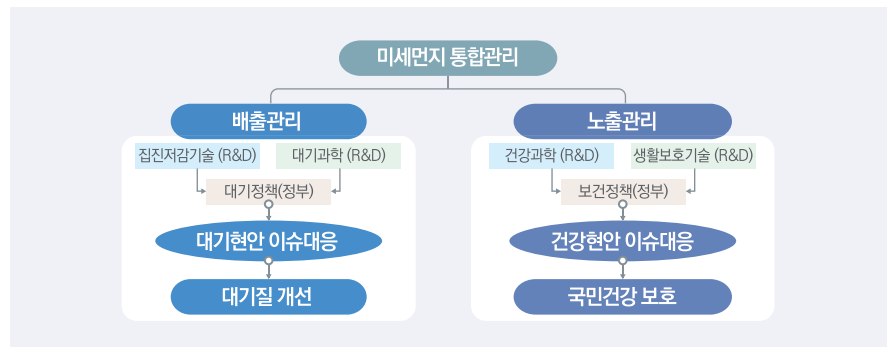 미세먼지 통합관리
배출관리
집진저감기술 (R&D)
대기과학 (R&D)
대기정책(정부)
대기현안 이슈대응
대기질 개선
노출관리
건강과학 (R&D)
생활보호기술 (R&D)
보건정책(정부)
건강현안 이슈대응
국민건강 보호